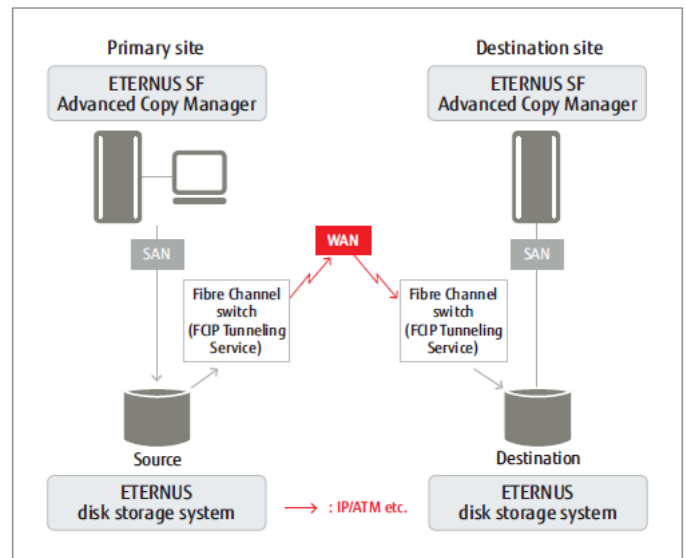 Primary site
Destination site
ETERNUS SF
Advanced Copy Manager
ETERNUS SF
Advanced Copy Manager
SAN
WAN
SAN
Fibre Channel
switch
(FCIP Tunneling
Service)
Fibre Channel
switch
(FCIP Tunneling
Service)
Source
Destination
ETERNUS
disk storage system
: IP/ATM etc.
ETERNUS
disk storage system